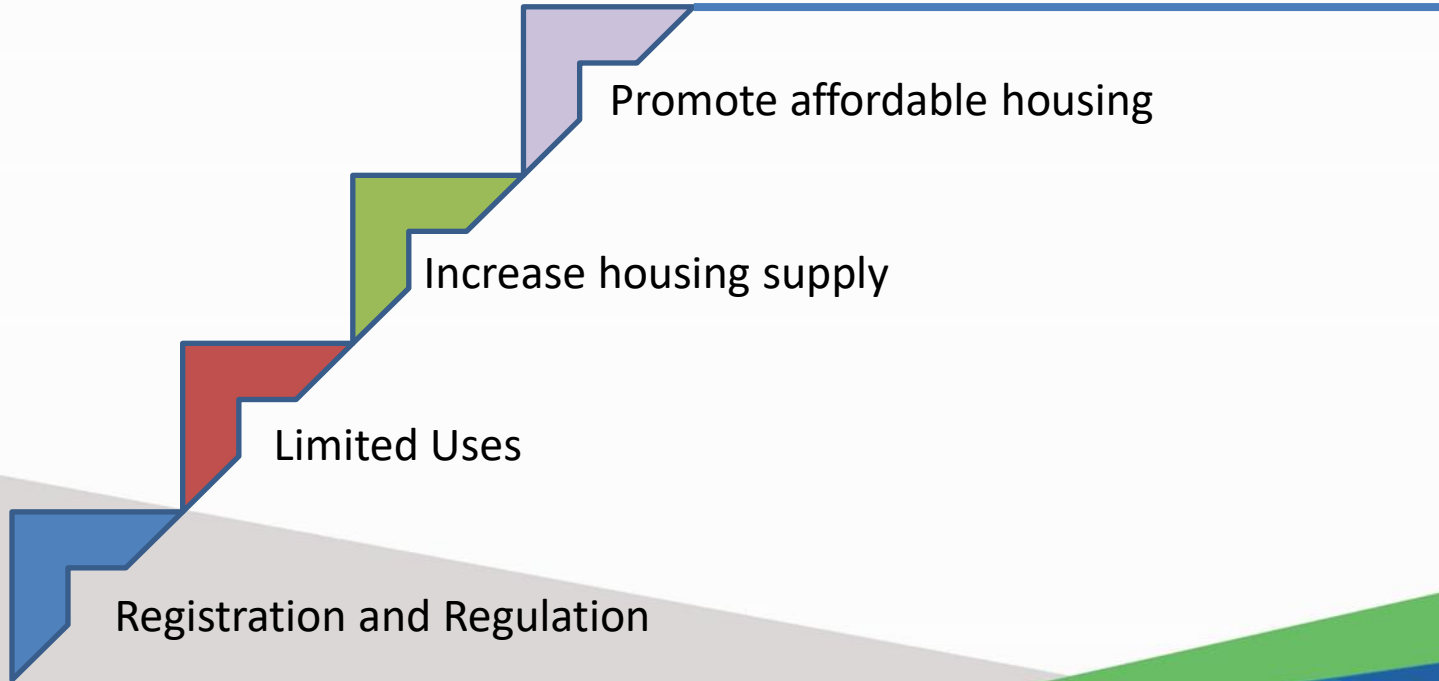 Promote affordable housing
Increase housing supply
Limited Uses
Registration and Regulation